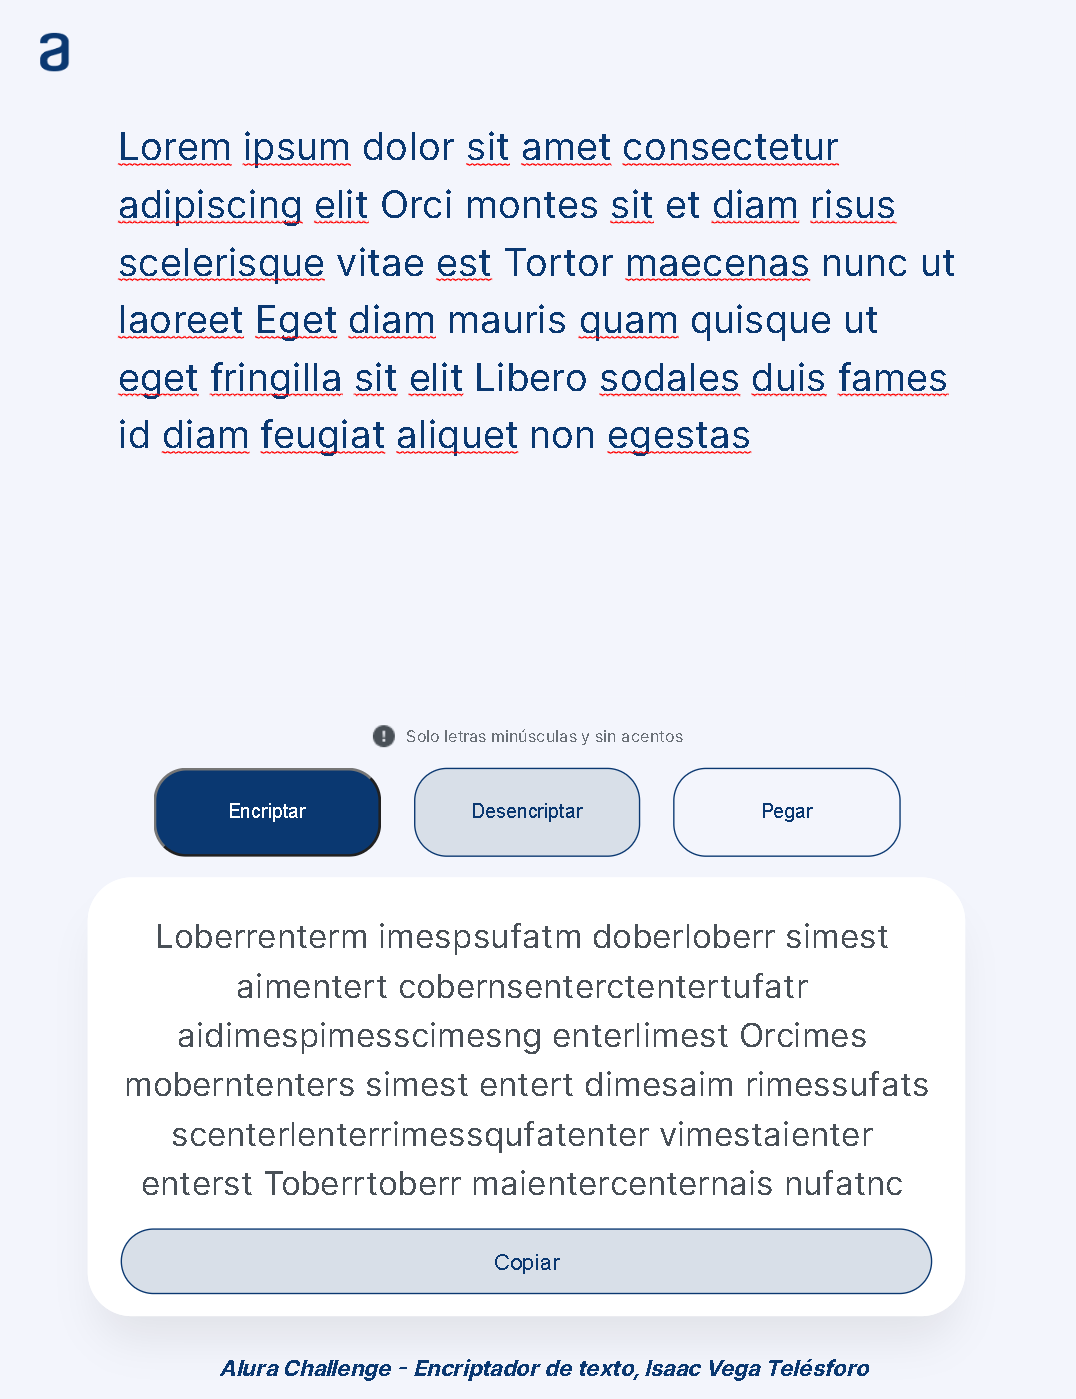 a
Lorem ipsum dolor sit amet consectetur
adipiscing elit Orci montes sit et diam risus
scelerisque vitae est Tortor maecenas nunc ut
laoreet Eget diam mauris quam quisque ut
eget fringilla sit elit Libero sodales duis fames
id diam feugiat aliquet non egestas
Solo letras minúsculas y sin acentos
Encriptar Desencriptar Pegar
Loberrenterm imespsufatm doberloberr simest
aimentert cobernsenterctentertufatr
aidimespimesscimesng enterlimest Orcimes
moberntenters simest entert dimesaim rimessufats
scenterlenterrimessqufatenter vimestaienter
enterst Toberrtoberr maientercenternais nufatnc
Copiar
Alura Challenge - Encriptador de texto, Isaac Vega Telésforo